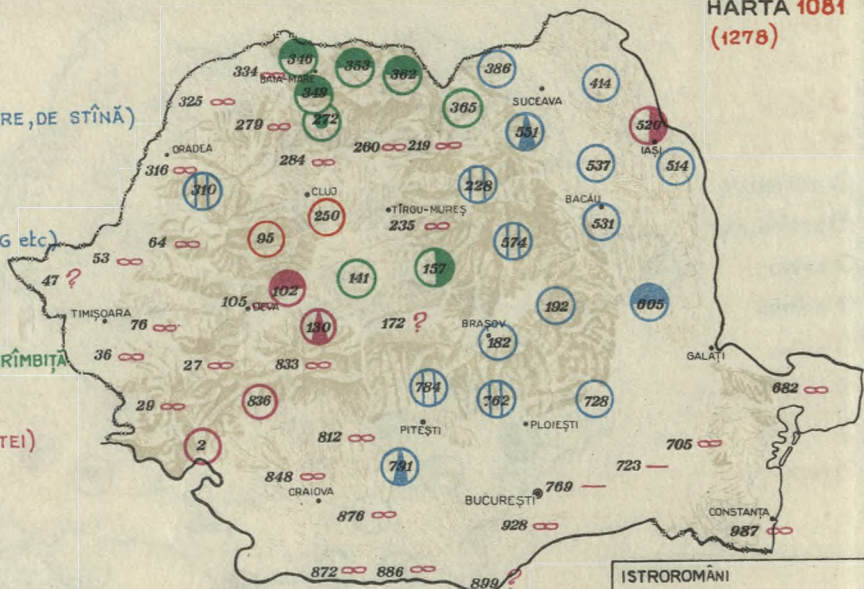 HARTA 1081
(1278)
346
353
362
386
414
334 ∞
BAIA-MARE
349
SUCEAVA
325 ∞
365
RE, DE STÎNĂ)
279 ∞
272
551
520
ORADEA
260 ∞
219 ∞
IAȘI
316 ∞
284 ∞
537
514
310
CLUJ
228
BACĂU
TÎRGU-MUREȘ
250
235 ∞
531
G etc)
64 ∞
95
574
53 ∞
157
47 ?
102
141
105
DEVA
192
605
TIMIȘOARA
76 ∞
130
172 ?
BRAȘOV
182
36 ∞
GALAȚI
RÎMBIȚĂ
27 ∞
833 ∞
784
762
728
682 ∞
29 ∞
836
PITEȘTI
PLOIEȘTI
TEI)
2
812 ∞
705 ∞
791
723 —
848 ∞
769 —
CRAIOVA
BUCUREȘTI
876 ∞
928 ∞
CONSTANȚA
987 ∞
872 ∞
886 ∞
899 ?
ISTROROMÂNI